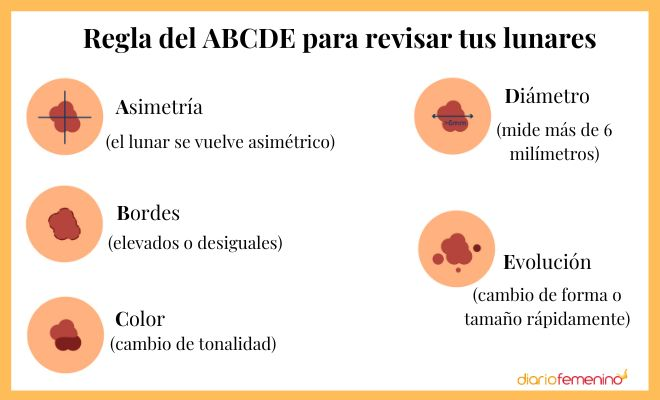 Regla del ABCDE para revisar tus lunares
Asimetría
(el lunar se vuelve asimétrico)
Bordes
(elevados o desiguales)
Color
(cambio de tonalidad)
Diámetro
>6mm
(mide más de 6
milímetros)
Evolución
(cambio de forma o
tamaño rápidamente)
diariofemenino